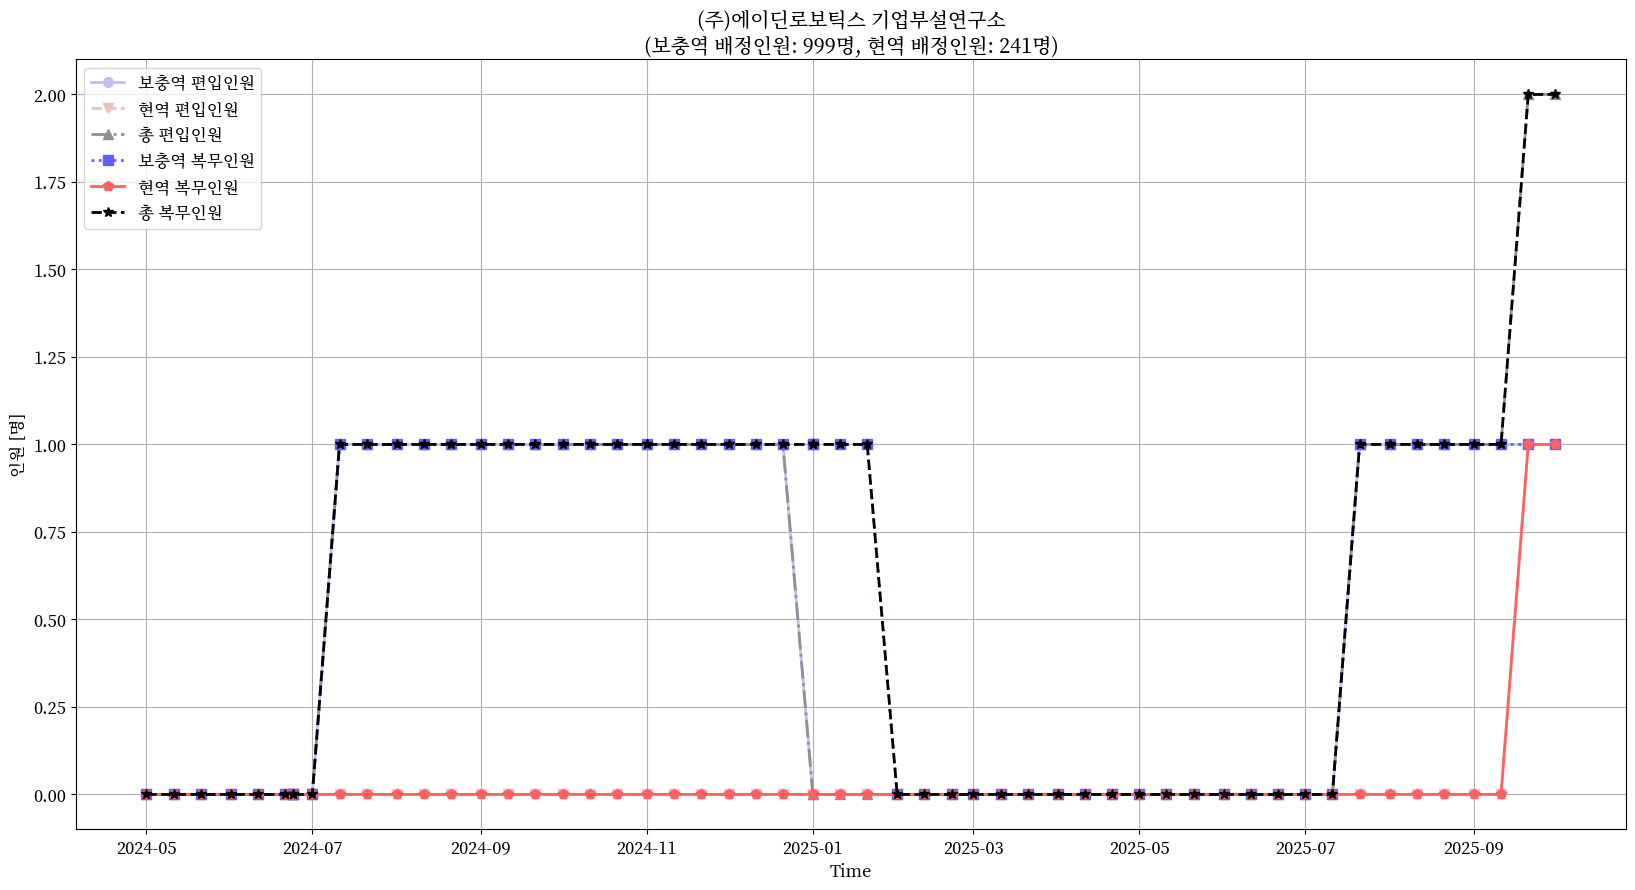 (주)에이딘로보틱스 기업부설연구소
(보충역 배정인원: 999명, 현역 배정인원: 241명)
보충역 편입인원
현역 편입인원
총 편입인원
보충역 복무인원
현역 복무인원
총 복무인원
2.00
1.75
1.50
1.25
1.00
0.75
0.50
0.25
0.00
인원 [명]
2024-05
2024-07
2024-09
2024-11
2025-01
2025-03
2025-05
2025-07
2025-09
Time